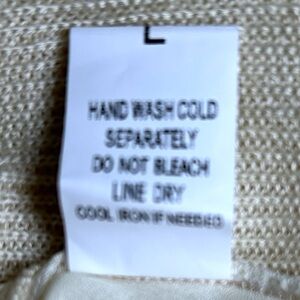 L
HAND WASH COLD
SEPARATELY
DO NOT BLEACH
LINE DRY
COOL IRON IF NEEDED